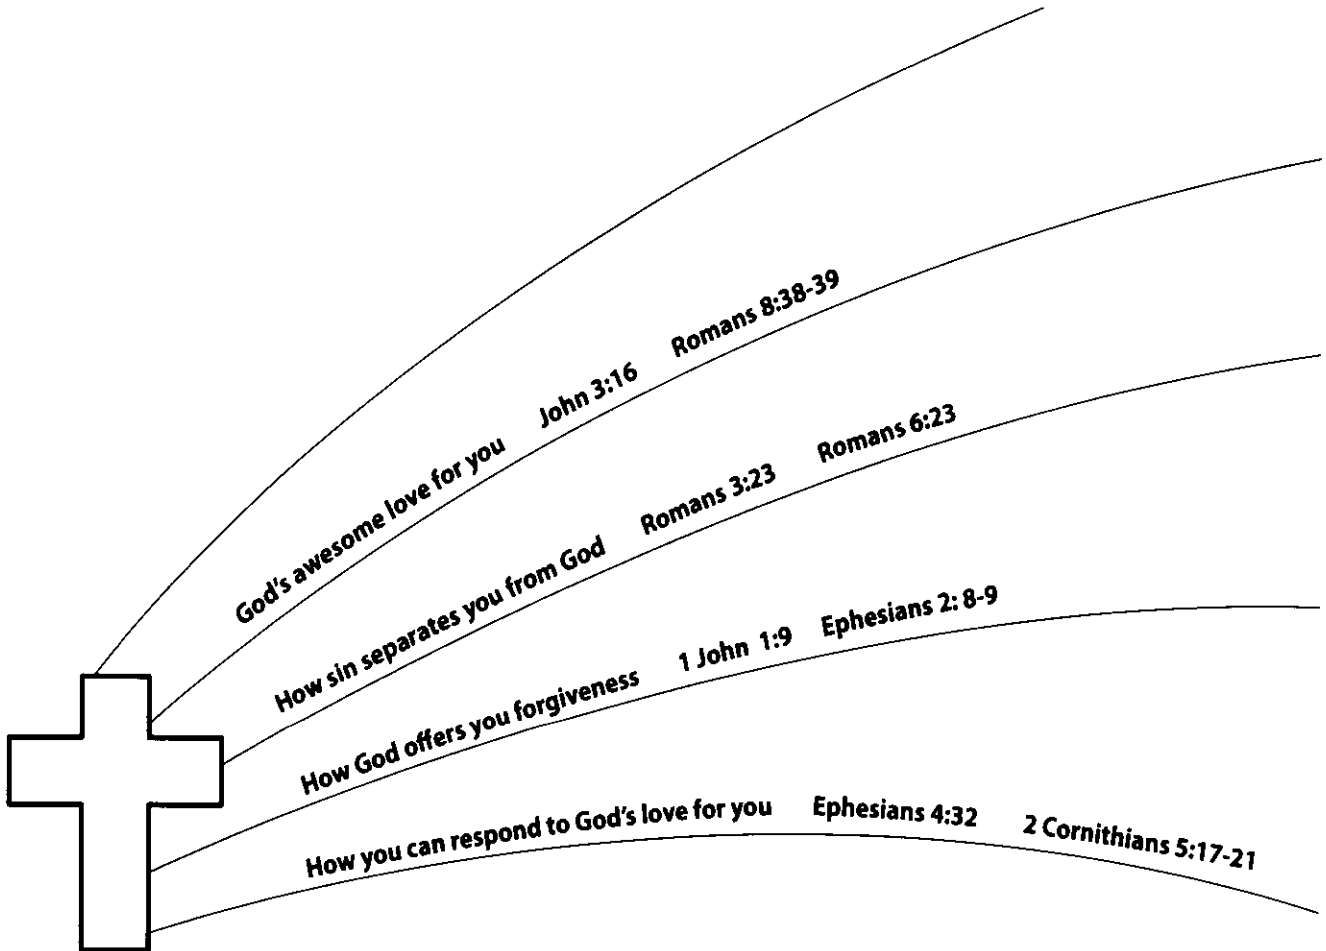 God's awesome love for you John 3:16 Romans 8:38-39
How sin separates you from God Romans 3:23 Romans 6:23
How God offers you forgiveness 1 John 1:9 Ephesians 2: 8-9
How you can respond to God's love for you Ephesians 4:32 2 Cornithians 5:17-21